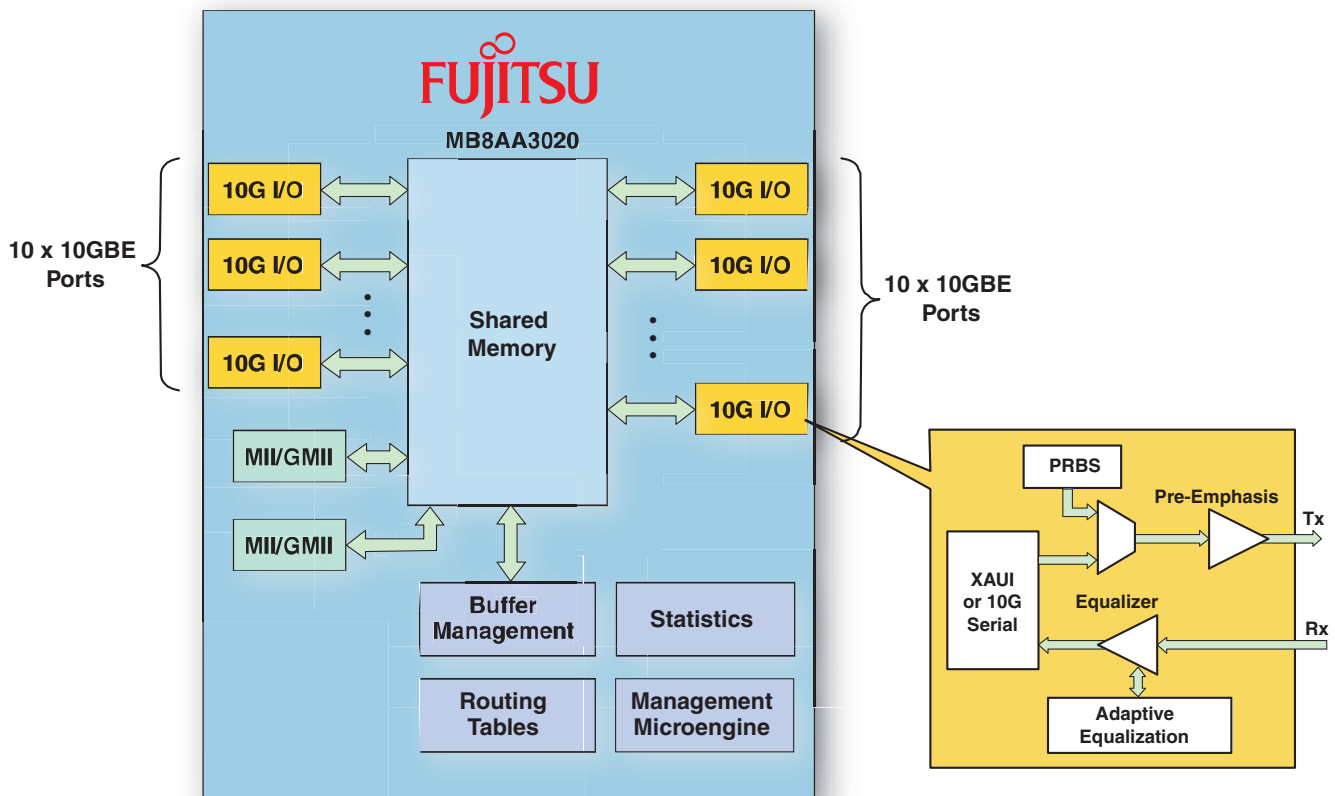 FUJITSU
MB8AA3020
10 x 10GBE
Ports
10G I/O
10G I/O
10G I/O
MII/GMII
MII/GMII
Shared
Memory
10G I/O
10G I/O
10G I/O
10 x 10GBE
Ports
Buffer
Management
Statistics
Routing
Tables
Management
Microengine
PRBS
Pre-Emphasis
Tx
XAUI
or 10G
Serial
Equalizer
Rx
Adaptive
Equalization